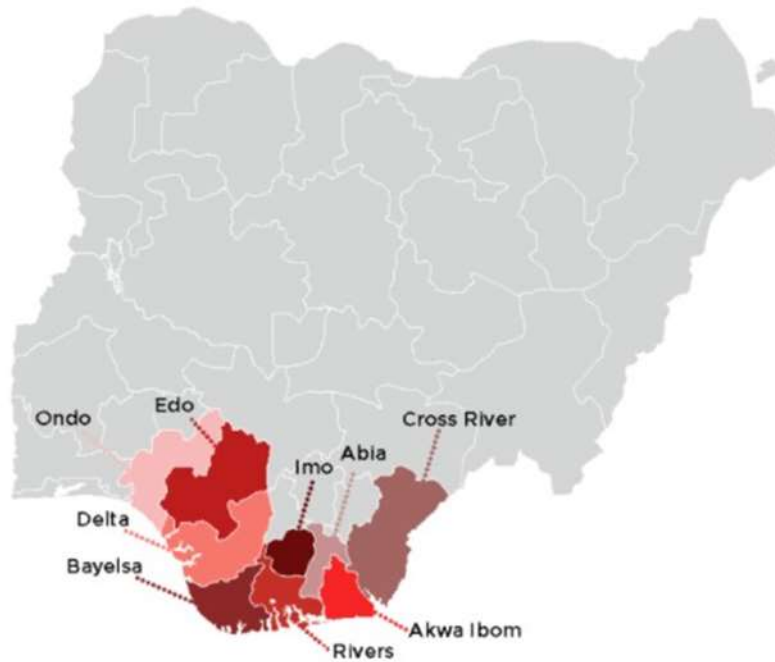 Edo
Cross River
Ondo
Abia
Imo
Delta
Bayelsa
Akwa Ibom
Rivers